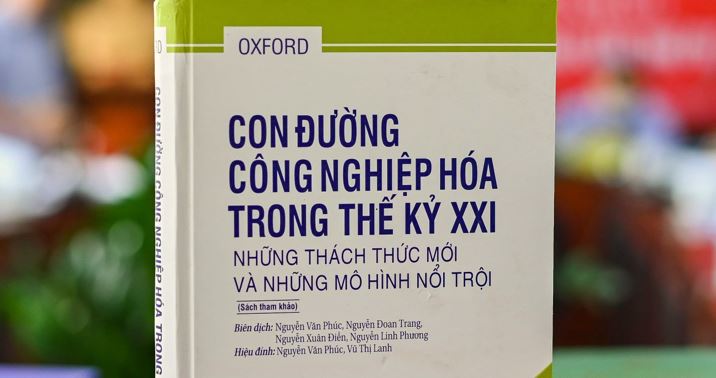 OXFORD
CON ĐƯỜNG
CÔNG NGHIỆP HÓA
TRONG THẾ KỶ XXI
NHỮNG THÁCH THỨC MỚI
VÀ NHỮNG MÔ HÌNH NỔI TRỘI
(Sách tham khảo)
Biên dịch: Nguyễn Văn Phúc, Nguyễn Đoan Trang,
Nguyễn Xuân Điền, Nguyễn Linh Phương
Hiệu đính: Nguyễn Văn Phúc, Vũ Thị Lanh
CON ĐƯỜNG CÔNG NGHIỆP HÓA TRONG